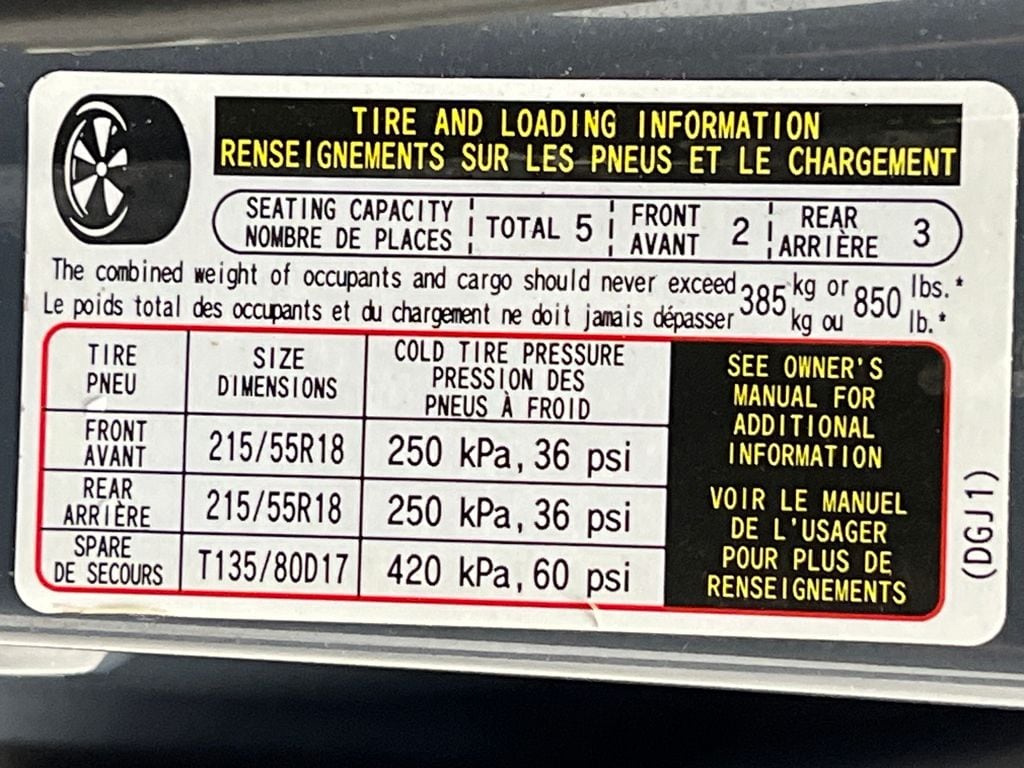 TIRE AND LOADING INFORMATION
RENSEIGNEMENTS SUR LES PNEUS ET LE CHARGEMENT
SEATING CAPACITY TOTAL 5 FRONT 2 REAR 3
NOMBRE DE PLACES AVANT ARRIÈRE
The combined weight of occupants and cargo should never exceed 385 kg or 850 lbs.*
Le poids total des occupants et du chargement ne doit jamais dépasser kg ou lb.*
TIRE SIZE COLD TIRE PRESSURE
PNEU DIMENSIONS PRESSION DES
PNEUS À FROID
FRONT
AVANT 215/55R18 250 kPa, 36 psi
REAR
ARRIÈRE 215/55R18 250 kPa, 36 psi
SPARE
DE SECOURS T135/80D17 420 kPa, 60 psi
SEE OWNER'S
MANUAL FOR
ADDITIONAL
INFORMATION
VOIR LE MANUEL
DE L'USAGER
POUR PLUS DE
RENSEIGNEMENTS
(DGJ1)